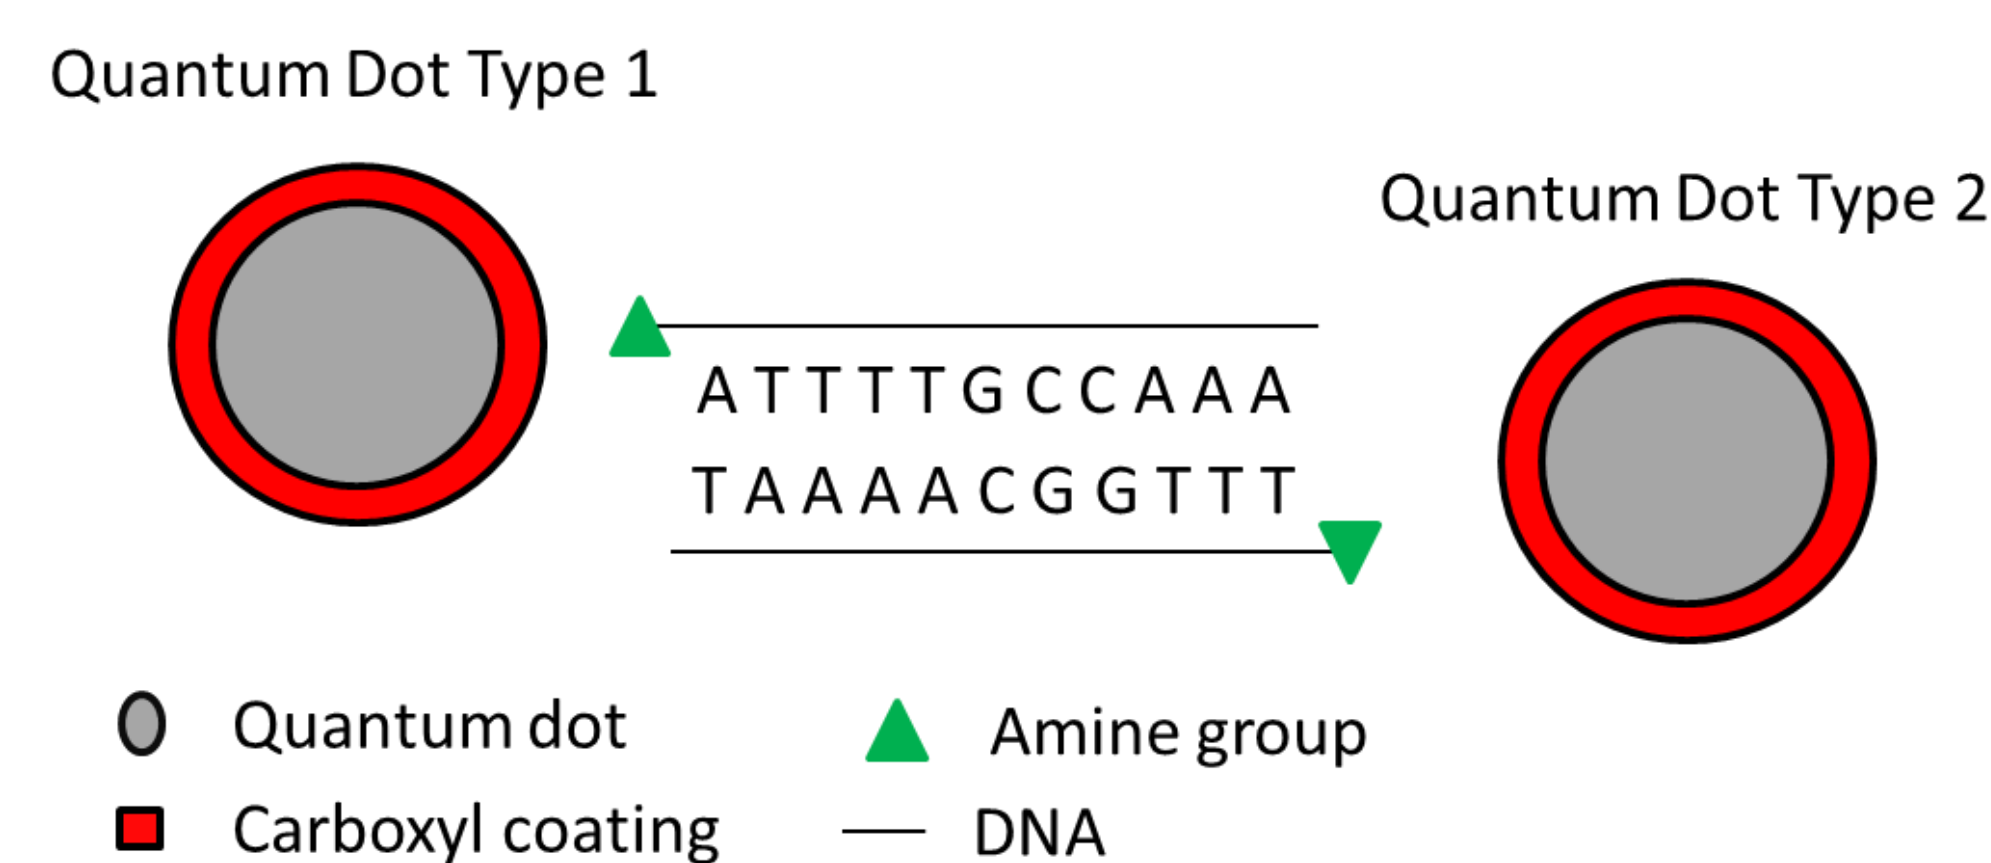 Quantum Dot Type 1
Quantum Dot Type 2
A T T T T G C C A A A
T A A A A C G G T T T
Quantum dot
Amine group
Carboxyl coating
DNA